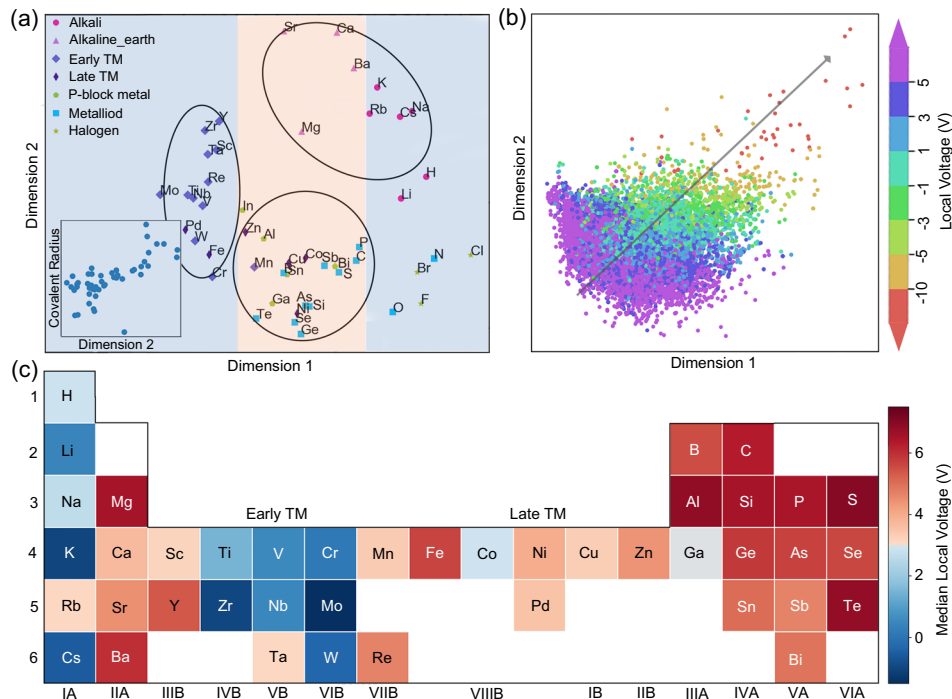 (a)
Alkali
Alkaline_earth
Early TM
Late TM
P-block metal
Metalliod
Halogen
Sr
Ca
Ba
K
Rb
Cs
Na
Mg
H
Li
Y
Zr
Sc
Ta
Re
Mo
Ti
Nb
V
Pd
W
Fe
Cr
In
Zn
Al
Mn
Cu
Co
Sb
Bi
P
C
S
Sn
N
Cl
Br
F
O
Ga
As
Si
Ni
Te
Se
Ge
Covalent Radius
Dimension 2
Dimension 2
Dimension 1
(b)
Dimension 2
Dimension 1
5
3
1
-1
-3
-5
-10
Local Voltage (V)
(c)
1 H
2 Li B C
3 Na Mg Early TM Late TM Al Si P S
4 K Ca Sc Ti V Cr Mn Fe Co Ni Cu Zn Ga Ge As Se
5 Rb Sr Y Zr Nb Mo Pd Sn Sb Te
6 Cs Ba Ta W Re Bi
IA IIA IIIB IVB VB VIB VIIB VIIIB IB IIB IIIA IVA VA VIA
6
4
2
0
Median Local Voltage (V)